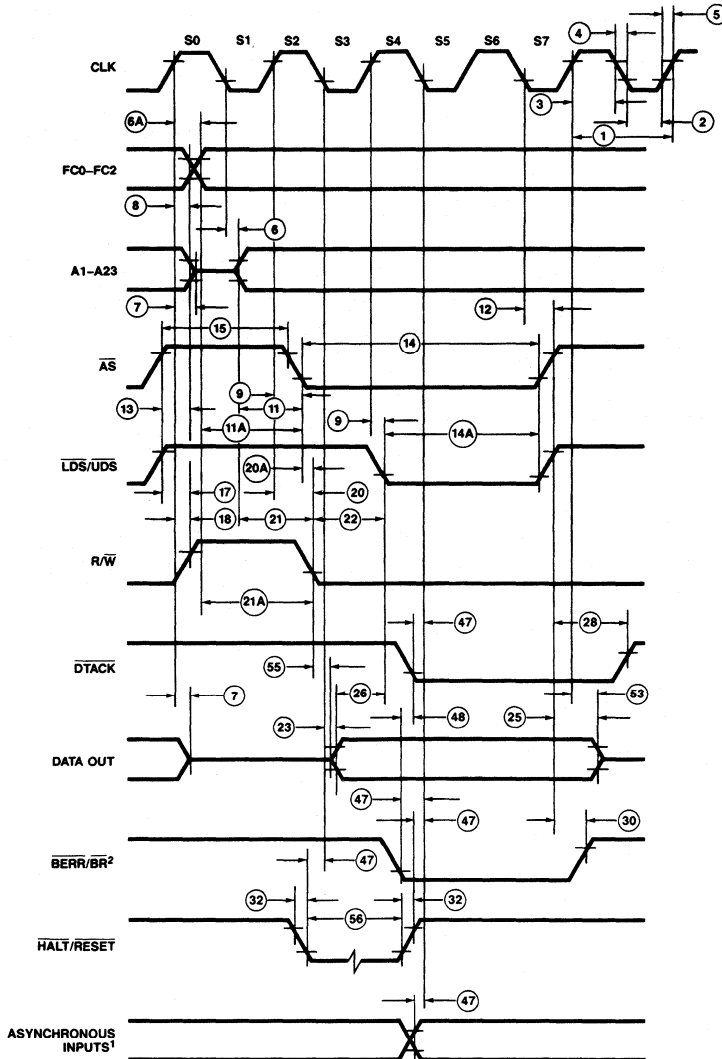 S0 S1 S2 S3 S4 S5 S6 S7
5
4
CLK
3
2
6A
1
FC0–FC2
8
6
A1–A23
7
12
15
14
AS
9
11
9
13
11A
14A
LDS/UDS
20A
17
20
18
21
22
R/W
21A
47
28
DTACK
55
7
26
53
23
48
25
DATA OUT
47
47
30
BERR/BR2
47
32
56
32
HALT/RESET
47
ASYNCHRONOUS
INPUTS1